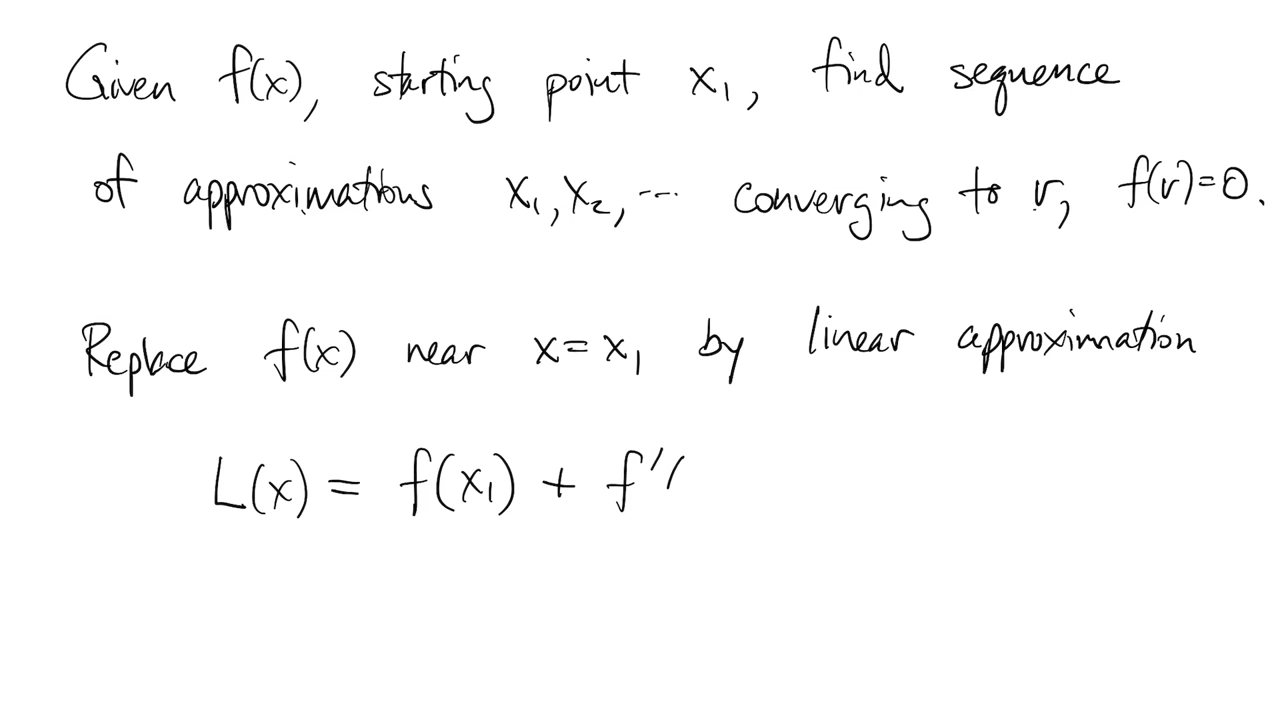 Given f(x), starting point x₁, find sequence
of approximations x₁, x₂, ... converging to r, f(r)=0.
Replace f(x) near x = x₁ by linear approximation
L(x) = f(x₁) + f'(